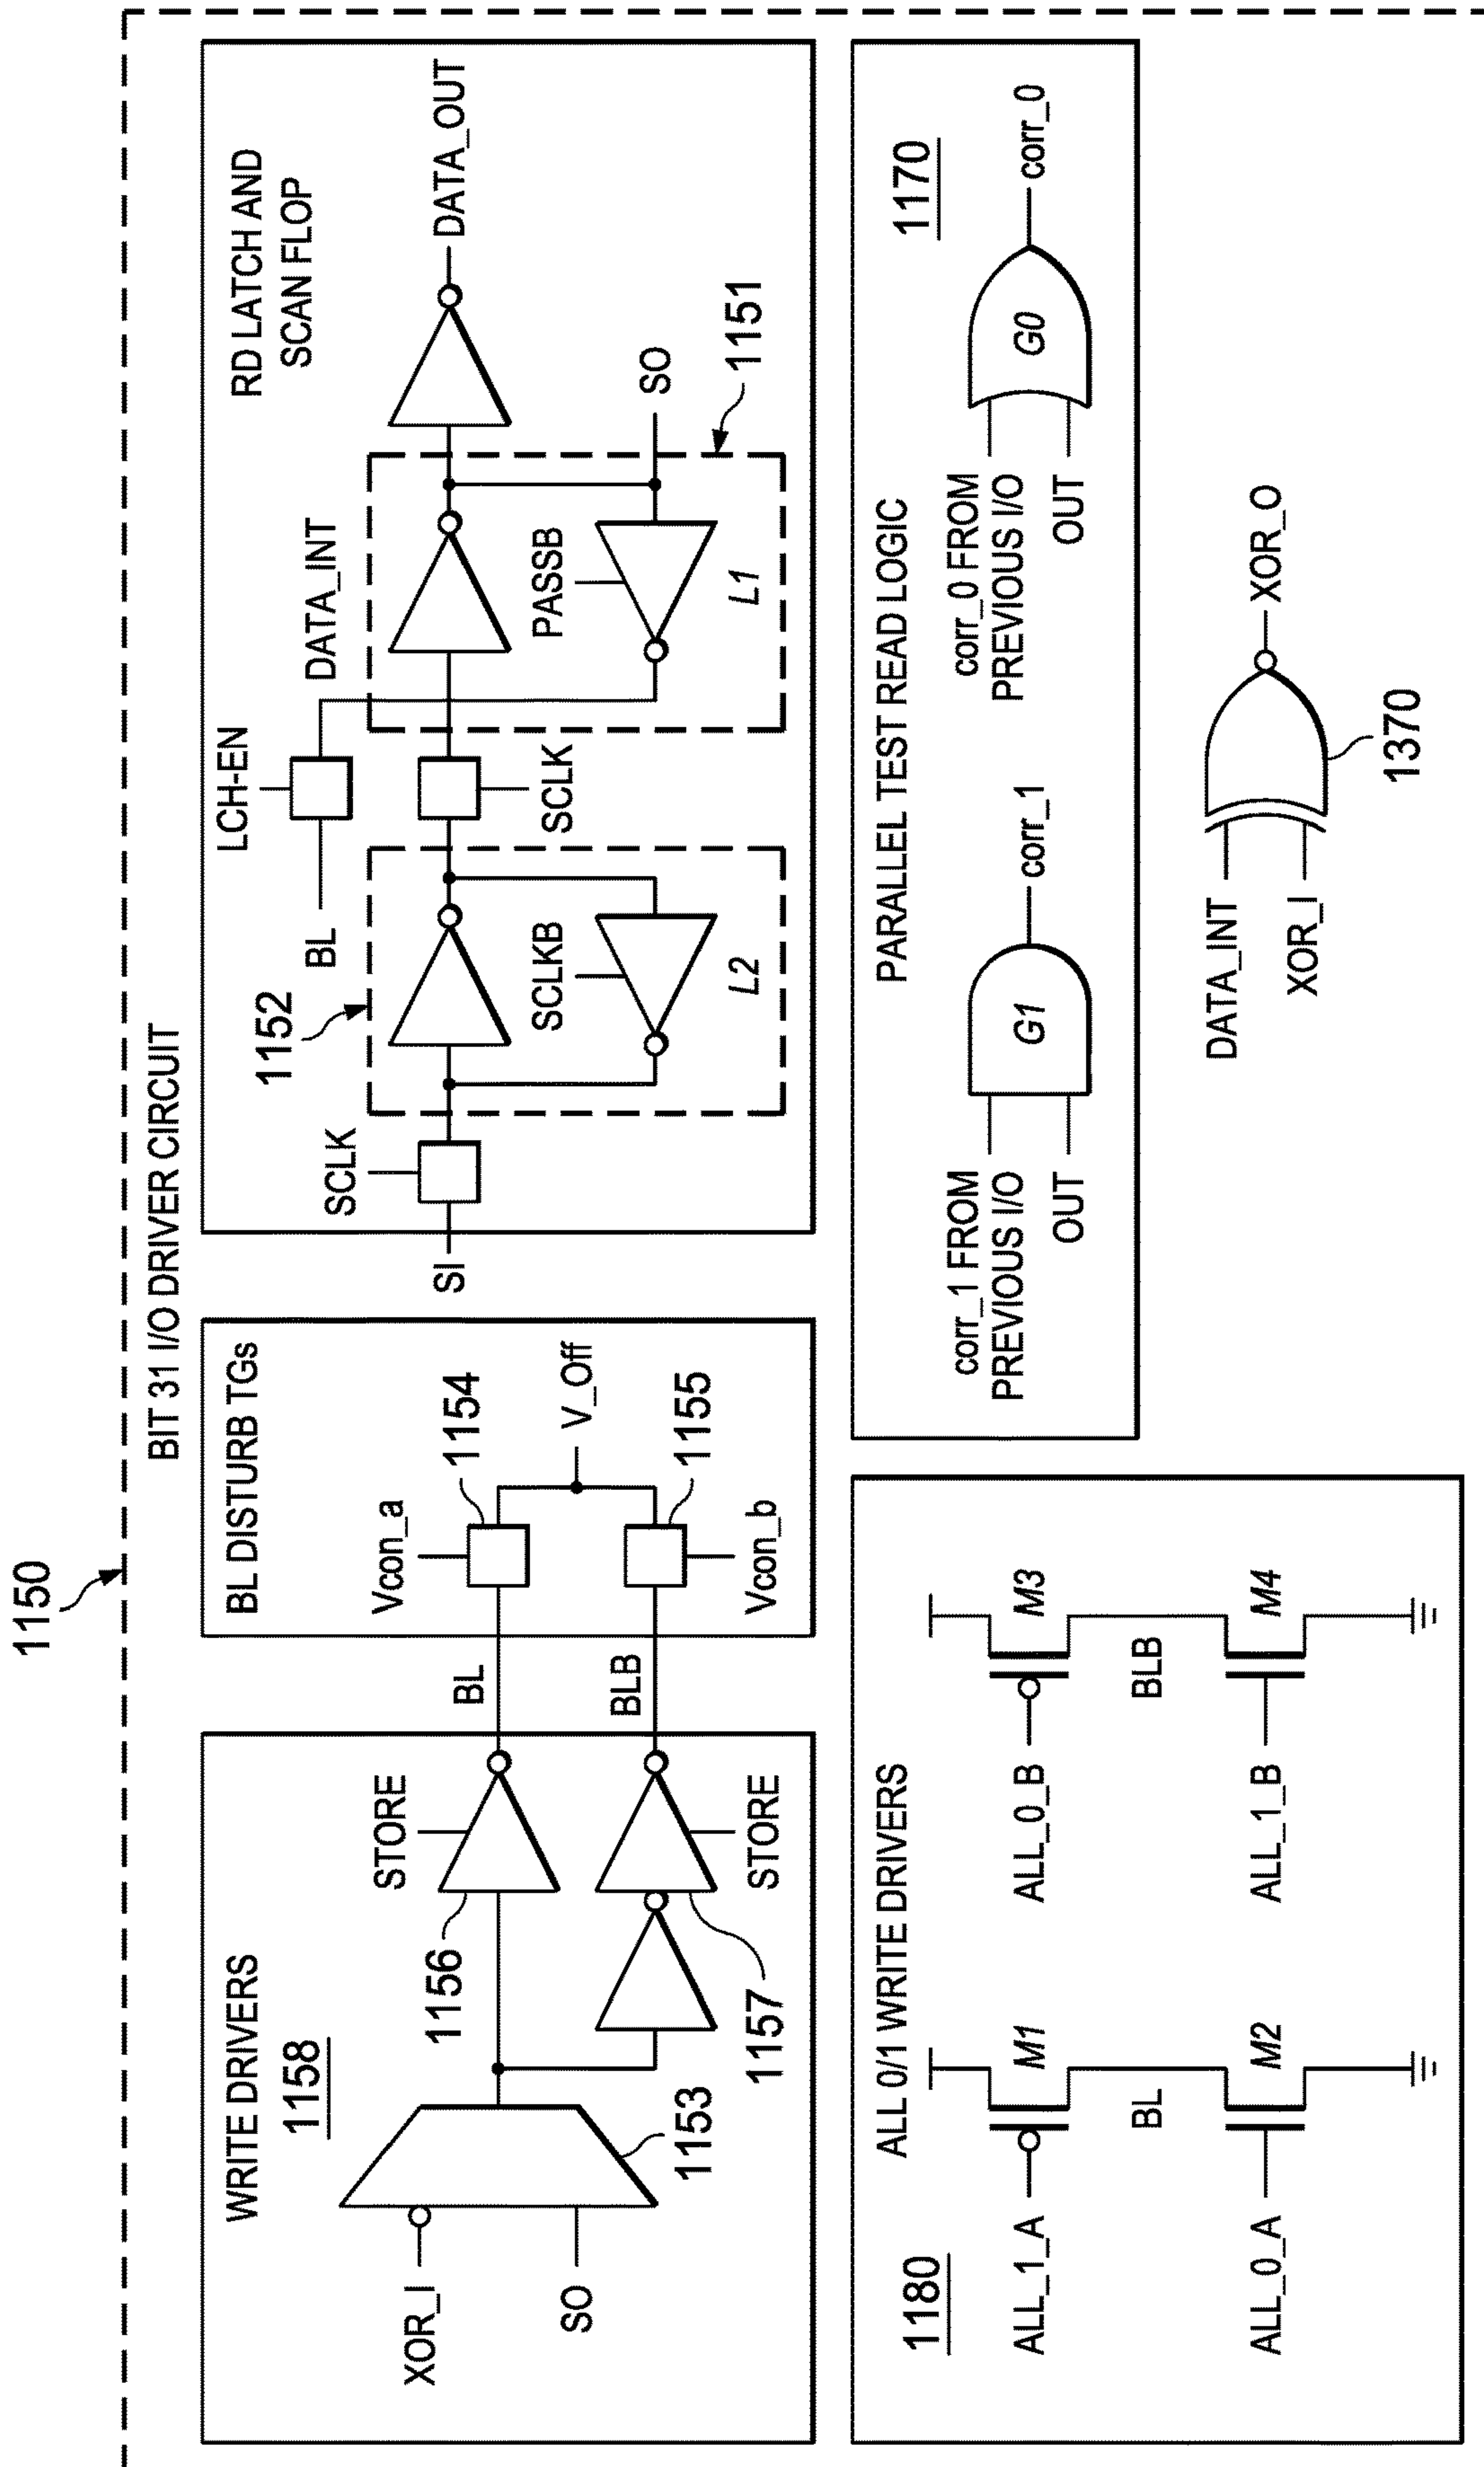 1150
BIT 31 I/O DRIVER CIRCUIT
WRITE DRIVERS
1158
XOR_I
SO
1153
1156
1157
STORE
STORE
BL
BLB
BL DISTURB TGs
Vcon_a
1154
V_Off
1155
Vcon_b
RD LATCH AND
SCAN FLOP
SI
SCLK
1152
SCLKB
L2
BL
LCH-EN
SCLK
DATA_INT
PASSB
L1
SO
1151
DATA_OUT
ALL 0/1 WRITE DRIVERS
1180
ALL_1_A
M1
BL
ALL_0_A
M2
ALL_0_B
M3
BLB
ALL_1_B
M4
PARALLEL TEST READ LOGIC
1170
corr_1 FROM
PREVIOUS I/O
OUT
G1
corr_1
corr_0 FROM
PREVIOUS I/O
OUT
G0
corr_0
DATA_INT
XOR_I
XOR_O
1370